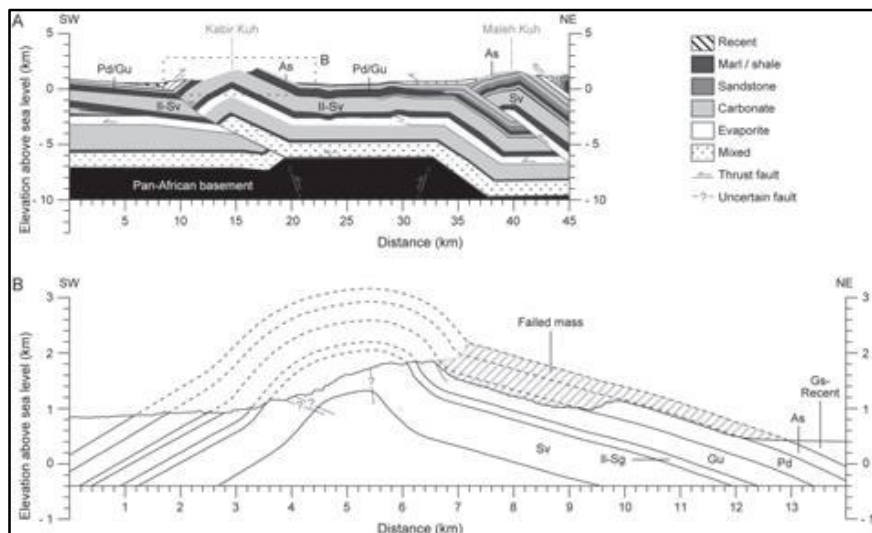 A
SW
NE
Kabir Kuh
Maleh Kuh
5
0
- 5
- 10
Elevation above sea level (km)
Pd/Gu
As
B
Pd/Gu
As
Il-Sv
Il-Sv
Sv
Pan-African basement
5
0
- 5
- 10
5
10
15
20
25
30
35
40
45
Distance (km)
Recent
Marl / shale
Sandstone
Carbonate
Evaporite
Mixed
Thrust fault
-?- Uncertain fault
B
SW
NE
3
2
1
0
- 1
Elevation above sea level (km)
Failed mass
Gs-
Recent
As
?
?
?
Sv
Il-Sg
Gu
Pd
3
2
1
0
- 1
1
2
3
4
5
6
7
8
9
10
11
12
13
Distance (km)